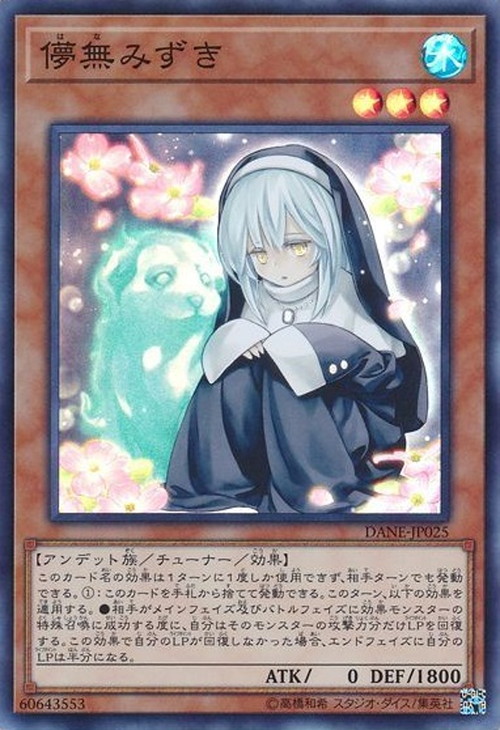 儚無みずき
水
DANE-JP025
【アンデット族／チューナー／効果】
このカード名の効果は１ターンに１度しか使用できず、相手ターンでも発動
できる。①：このカードを手札から捨てて発動できる。このターン、以下の効果を
適用する。●相手がメインフェイズ及びバトルフェイズに効果モンスターの
特殊召喚に成功する度に、自分はそのモンスターの攻撃力分だけLPを回復
する。この効果で自分のLPが回復しなかった場合、エンドフェイズに自分の
LPは半分になる。
ATK/ 0 DEF/1800
60643553 ©高橋和希 スタジオ・ダイス/集英社